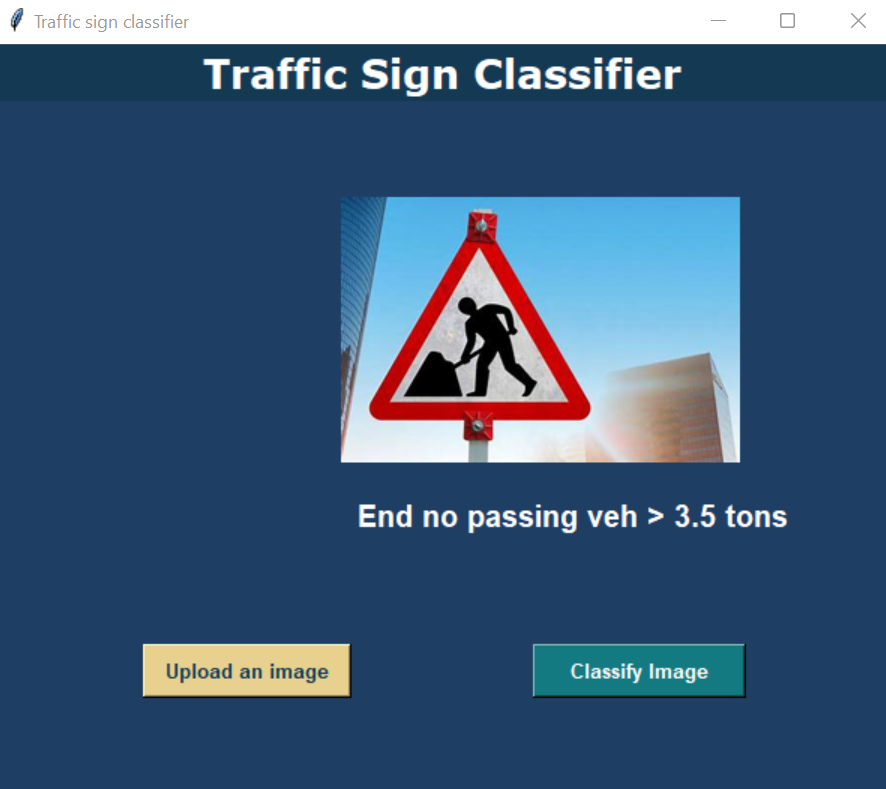 Traffic sign classifier
Traffic Sign Classifier
End no passing veh > 3.5 tons
Upload an image
Classify Image